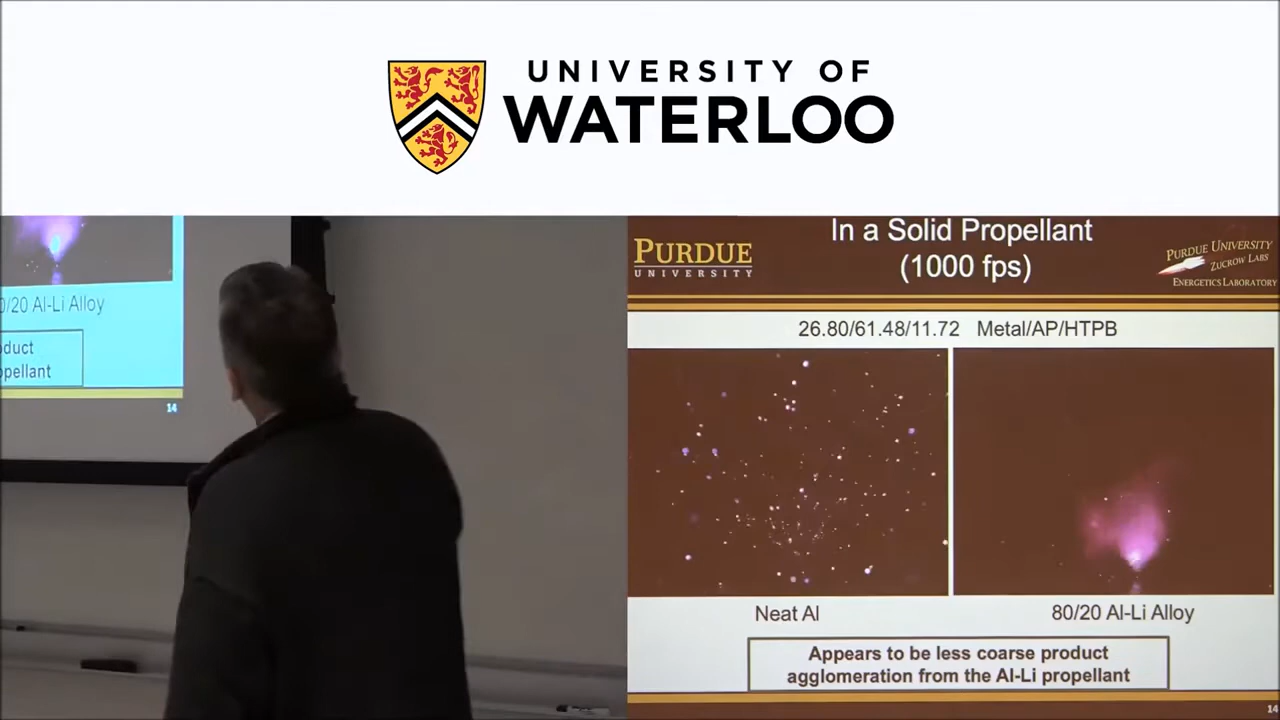 UNIVERSITY OF
WATERLOO
0/20 Al-Li Alloy
duct
pellant
14
PURDUE
UNIVERSITY
In a Solid Propellant
(1000 fps)
PURDUE UNIVERSITY
ZUCROW LABS
ENERGETICS LABORATORY
26.80/61.48/11.72 Metal/AP/HTPB
Neat Al
80/20 Al-Li Alloy
Appears to be less coarse product
agglomeration from the Al-Li propellant
14